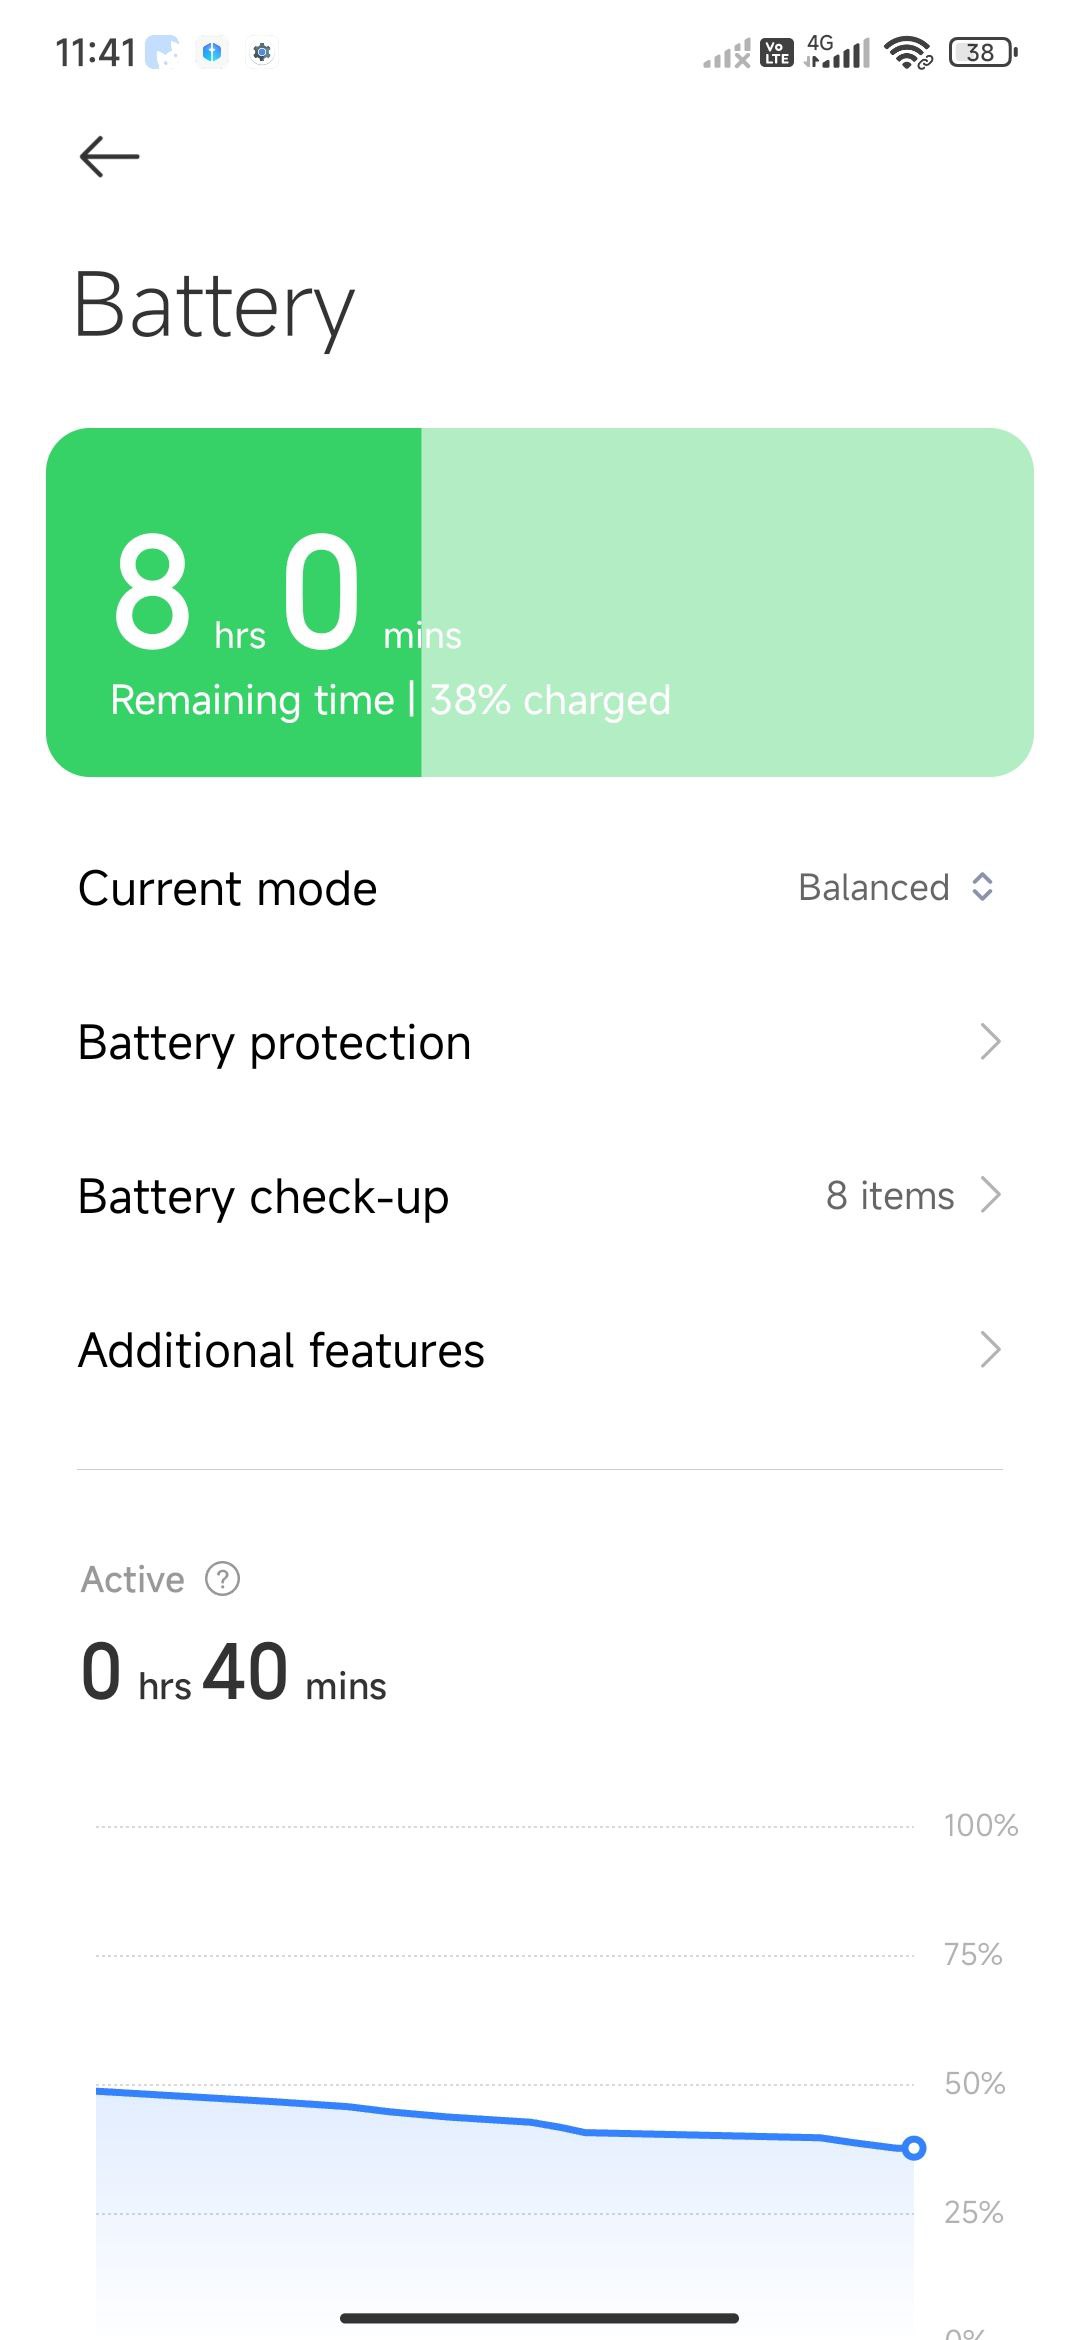 11:41 Vo LTE 4G 38
Battery
8 hrs 0 mins
Remaining time | 38% charged
Current mode Balanced
Battery protection
Battery check-up 8 items
Additional features
Active ?
0 hrs 40 mins
100%
75%
50%
25%
0%